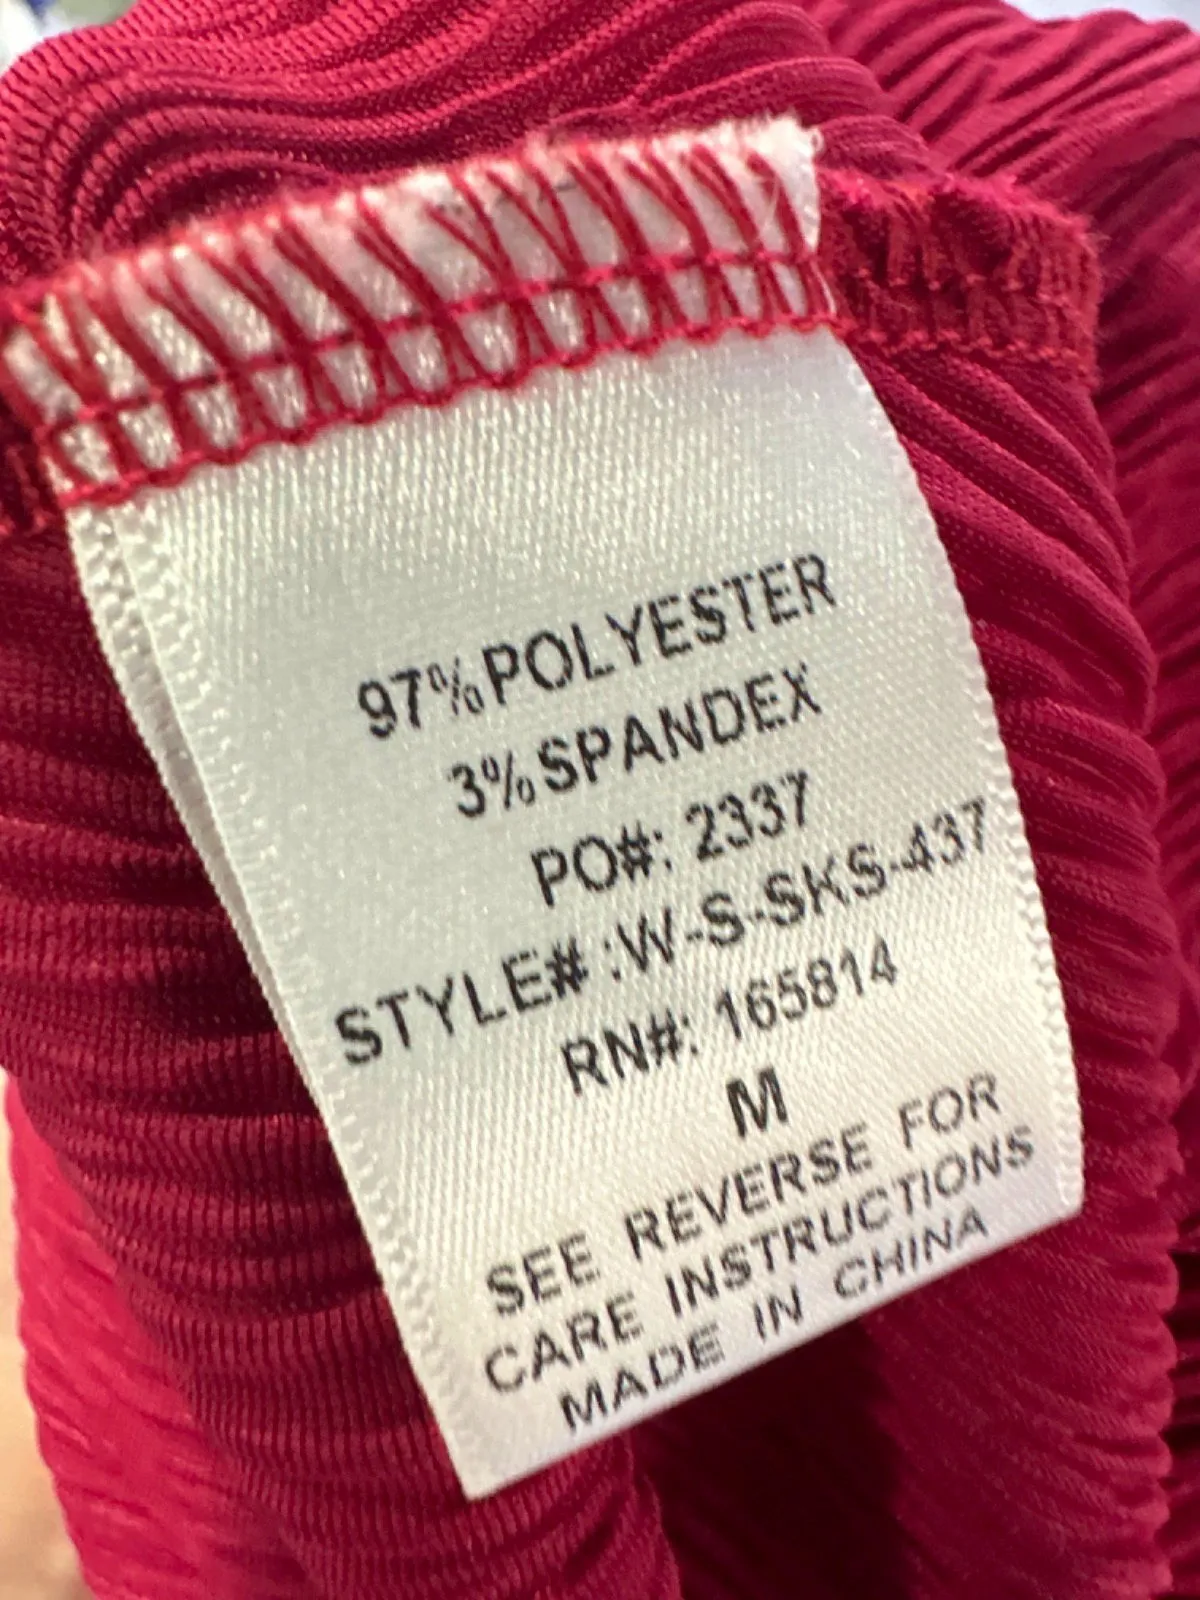 97%POLYESTER
3%SPANDEX
PO#: 2337
STYLE# :W-S-SKS-437
RN#: 165814
M
SEE REVERSE FOR
CARE INSTRUCTIONS
MADE IN CHINA